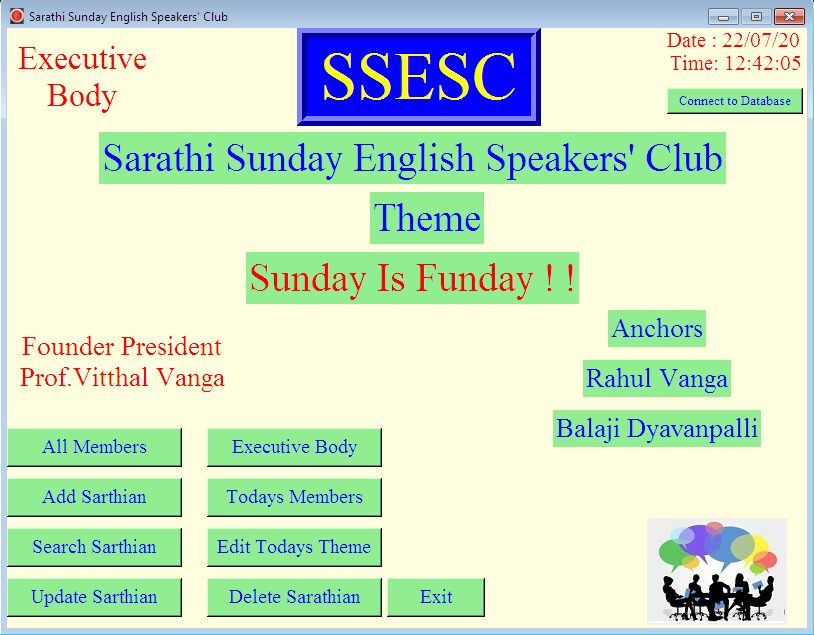 Sarathi Sunday English Speakers' Club
Executive
Body
SSESC
Date : 22/07/20
Time: 12:42:05
Connect to Database
Sarathi Sunday English Speakers' Club
Theme
Sunday Is Funday ! !
Anchors
Rahul Vanga
Balaji Dyavanpalli
Founder President
Prof.Vitthal Vanga
All Members
Executive Body
Add Sarthian
Todays Members
Search Sarthian
Edit Todays Theme
Update Sarthian
Delete Sarathian
Exit